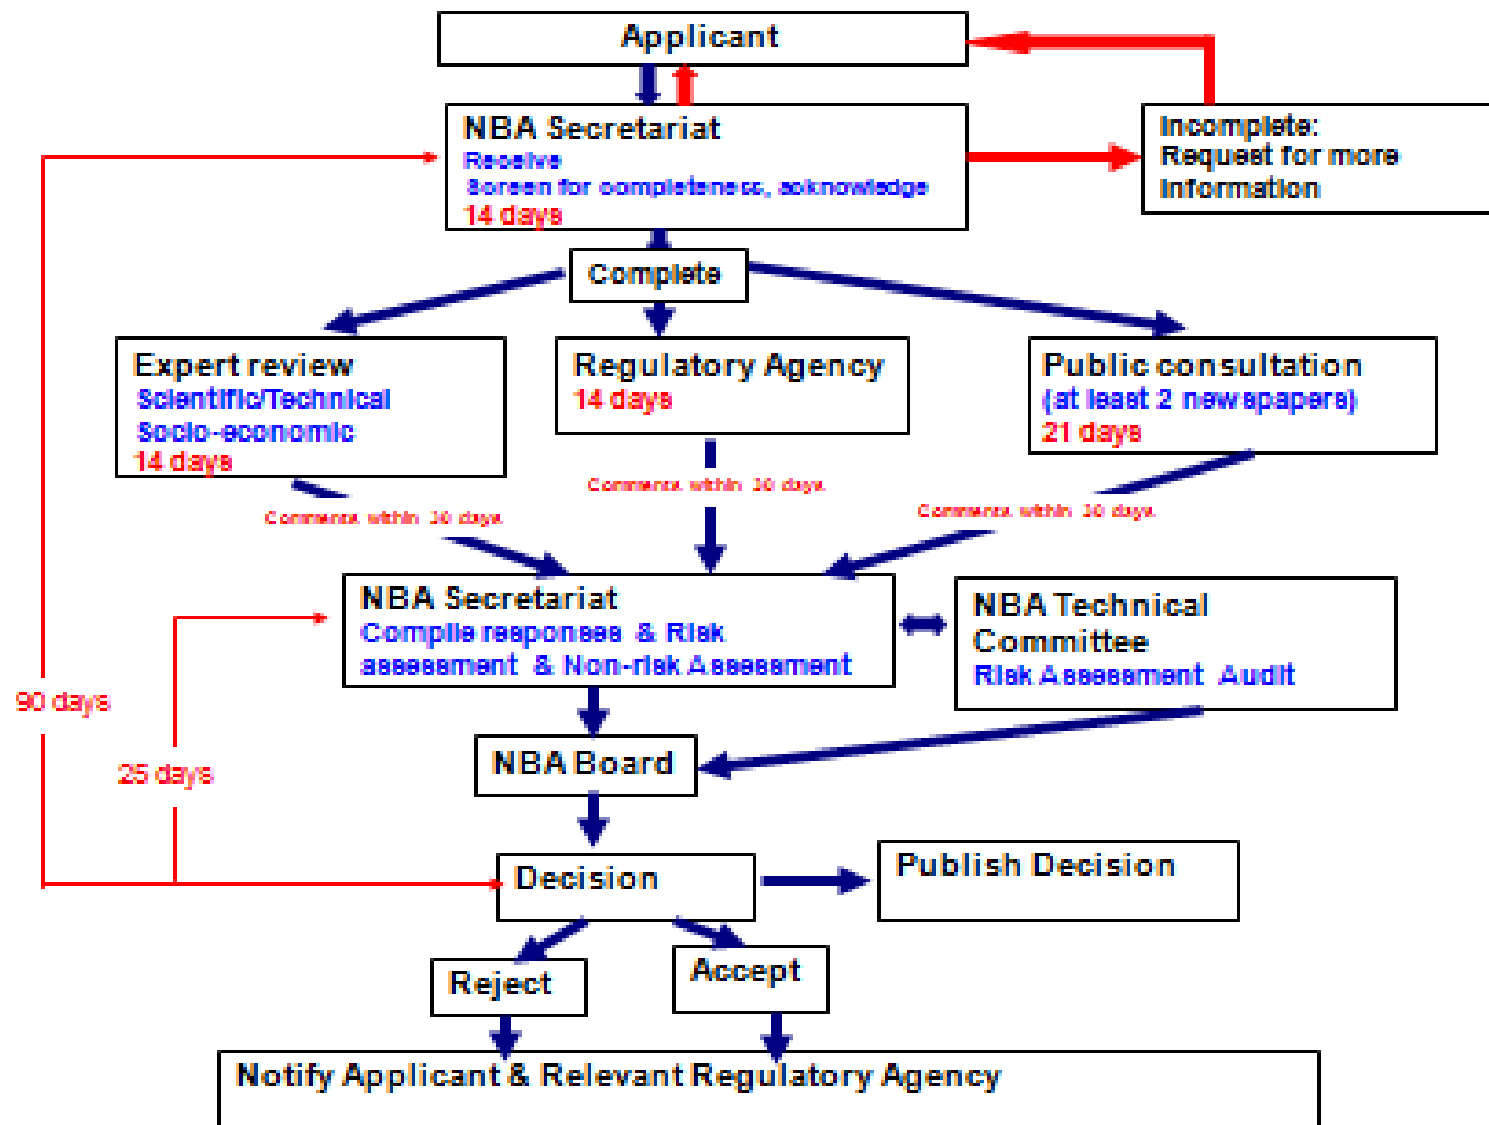 Applicant
NBA Secretariat
Receive
Screen for completeness, acknowledge
14 days
Incomplete:
Request for more
Information
Complete
Expert review
Scientific/Technical
Socio-economic
14 days
Regulatory Agency
14 days
Public consultation
(at least 2 newspapers)
21 days
Comments within 30 days
Comments within 30 days
Comments within 30 days
NBA Secretariat
Compile responses & Risk
assessment & Non-risk Assessment
NBA Technical
Committee
Risk Assessment Audit
90 days
25 days
NBA Board
Decision
Publish Decision
Reject
Accept
Notify Applicant & Relevant Regulatory Agency